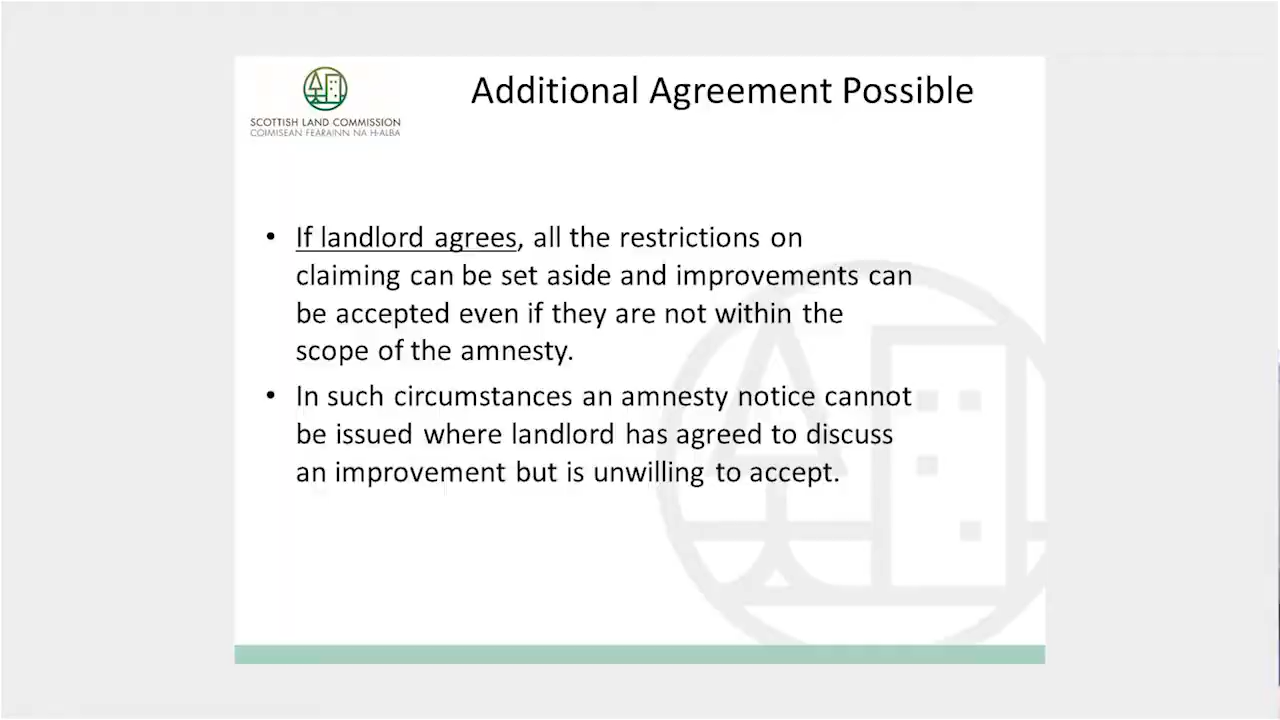 SCOTTISH LAND COMMISSION
COIMISEAN FEARAINN NA H-ALBA
Additional Agreement Possible
• If landlord agrees, all the restrictions on
claiming can be set aside and improvements can
be accepted even if they are not within the
scope of the amnesty.
• In such circumstances an amnesty notice cannot
be issued where landlord has agreed to discuss
an improvement but is unwilling to accept.